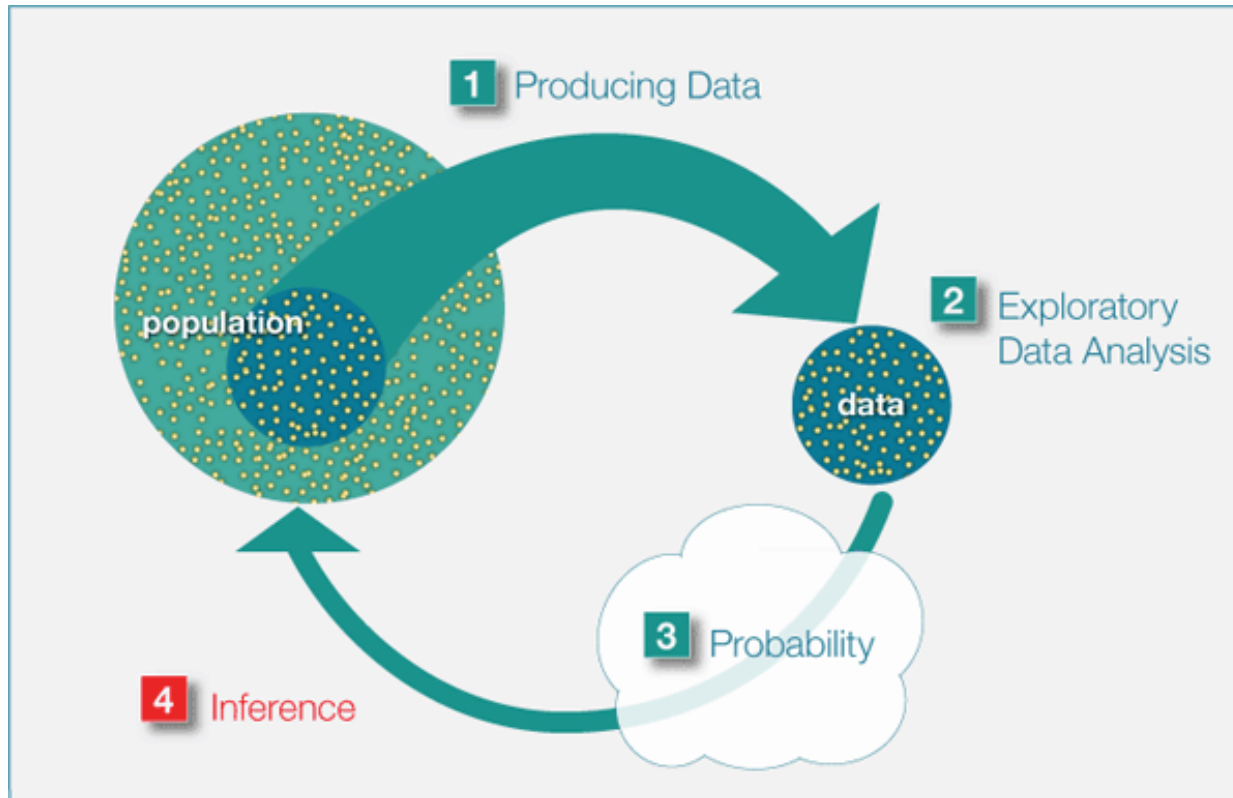 1 Producing Data
population
2 Exploratory
Data Analysis
data
3 Probability
4 Inference